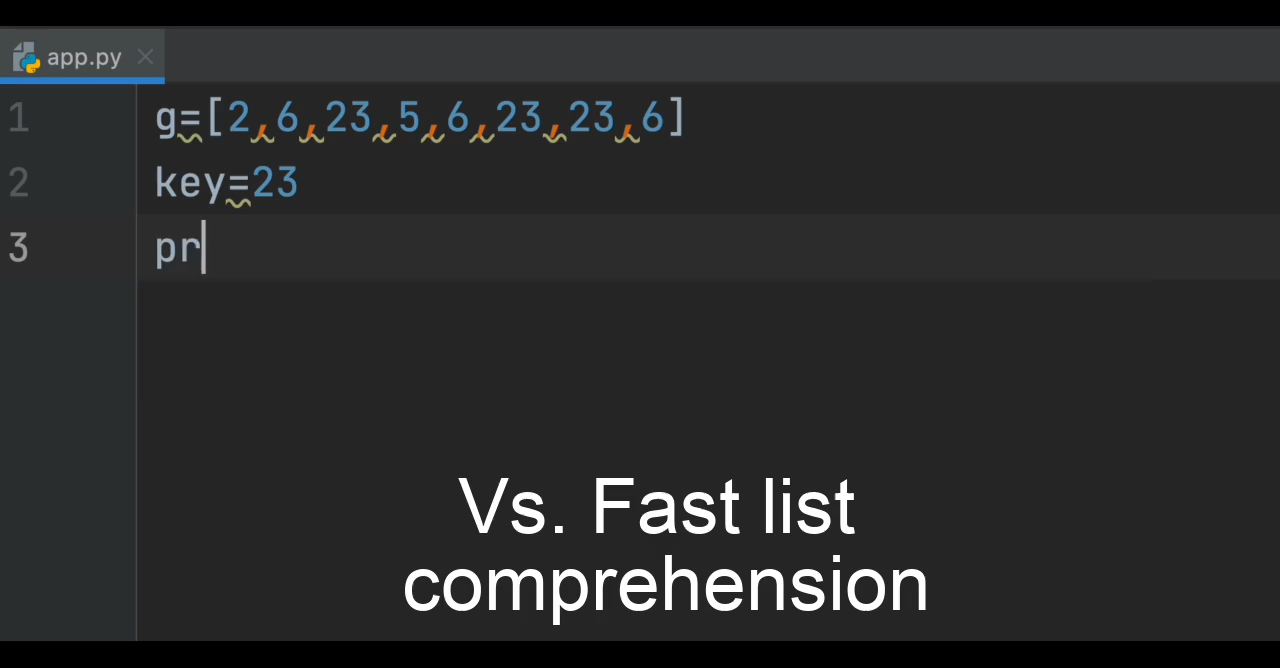 app.py
1 g=[2,6,23,5,6,23,23,6]
2 key=23
3 pr
Vs. Fast list
comprehension